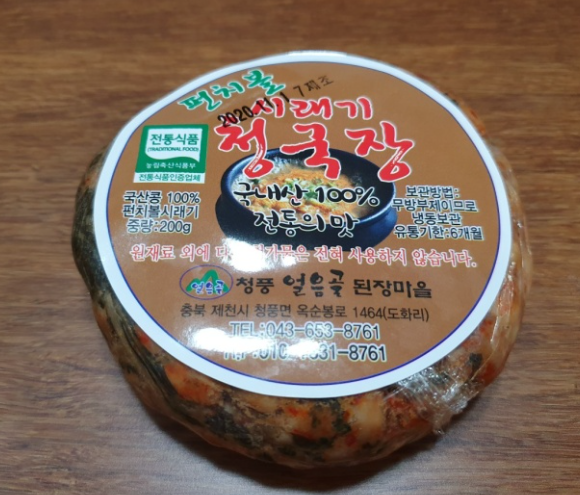 펀치볼
2020.11.17제조
시래기
청국장
전통식품
(TRADITIONAL FOOD)
농림축산식품부
전통식품인증업체
국산콩 100%
펀치볼시래기
중량:200g
국내산 100%
전통의 맛
보관방법:
무방부제이므로
냉동보관
유통기한:6개월
원재료 외에 다른 첨가물은 전혀 사용하지 않습니다.
얼음골
청풍 얼음골 된장마을
충북 제천시 청풍면 옥순봉로 1464(도화리)
TEL:043-653-8761